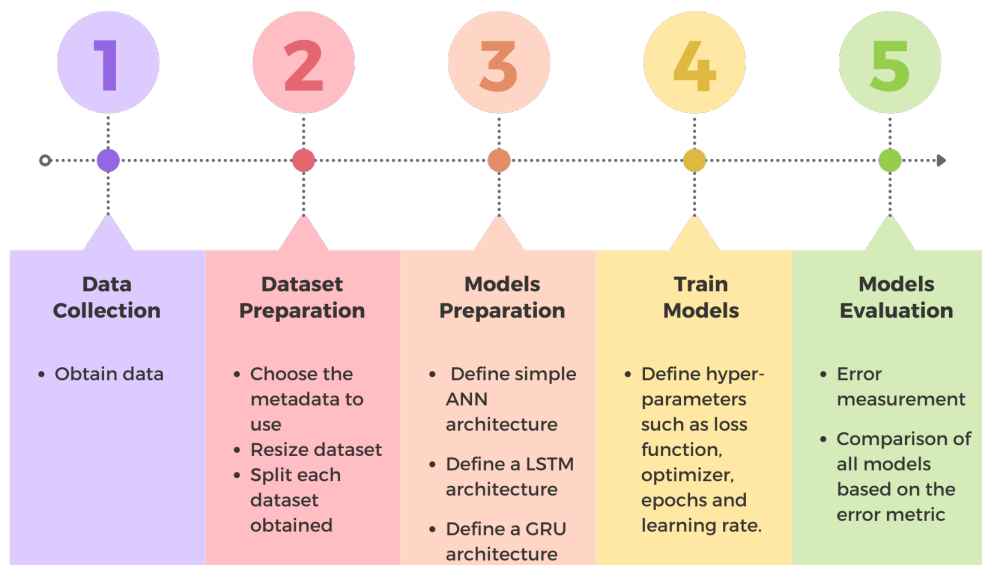 1
2
3
4
5
Data
Collection
• Obtain data
Dataset
Preparation
• Choose the
metadata to
use
• Resize dataset
• Split each
dataset
obtained
Models
Preparation
• Define simple
ANN
architecture
• Define a LSTM
architecture
• Define a GRU
architecture
Train
Models
• Define hyper-
parameters
such as loss
function,
optimizer,
epochs and
learning rate.
Models
Evaluation
• Error
measurement
• Comparison of
all models
based on the
error metric